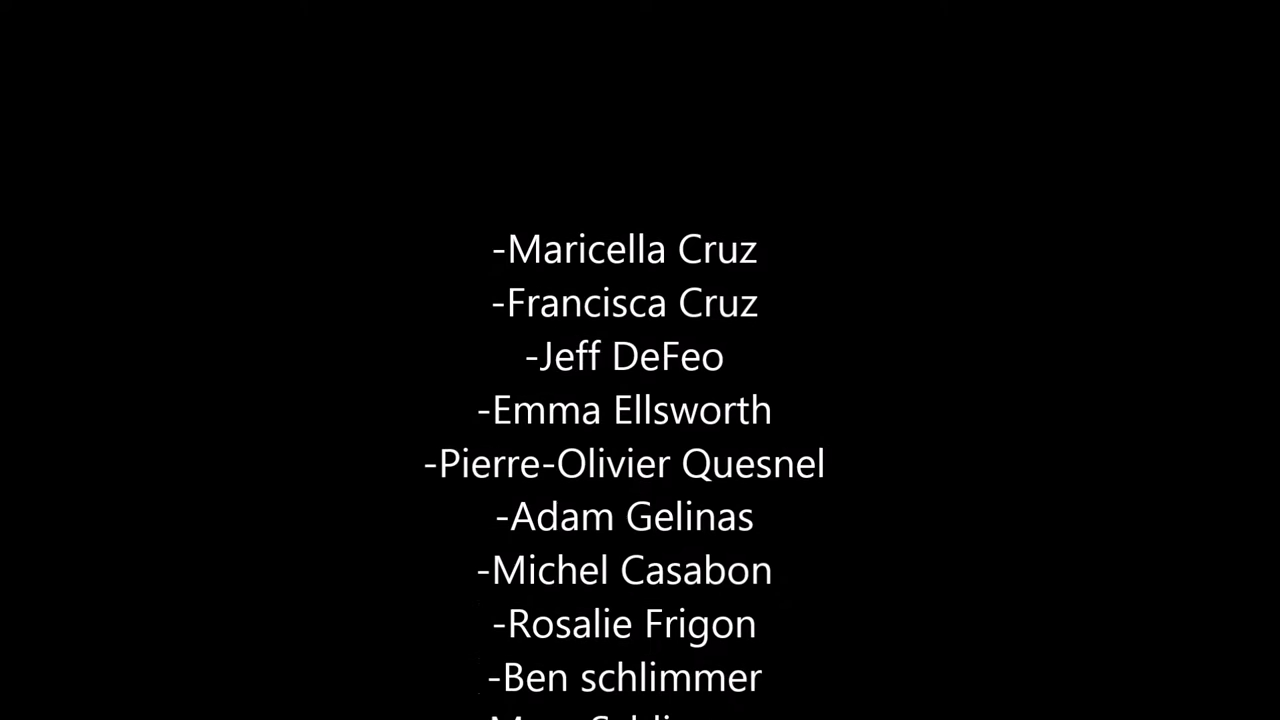 -Maricella Cruz
-Francisca Cruz
-Jeff DeFeo
-Emma Ellsworth
-Pierre-Olivier Quesnel
-Adam Gelinas
-Michel Casabon
-Rosalie Frigon
-Ben schlimmer